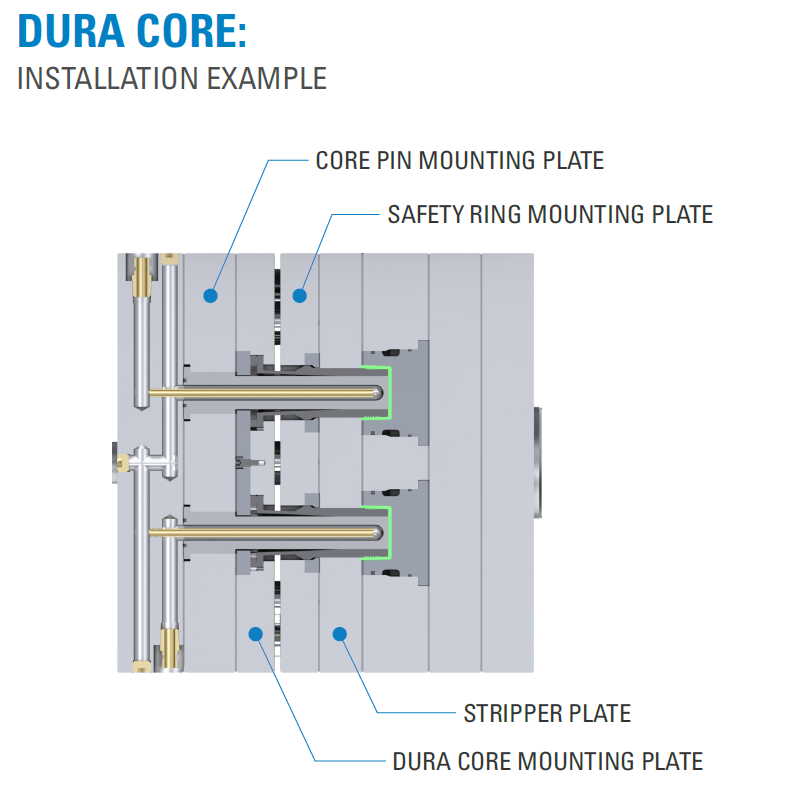 DURA CORE:
INSTALLATION EXAMPLE
CORE PIN MOUNTING PLATE
SAFETY RING MOUNTING PLATE
STRIPPER PLATE
DURA CORE MOUNTING PLATE